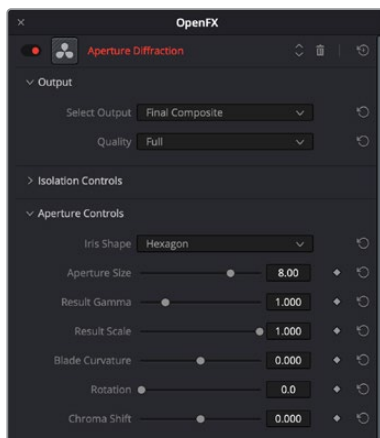 OpenFX
Aperture Diffraction
Output
Select Output Final Composite
Quality Full
Isolation Controls
Aperture Controls
Iris Shape Hexagon
Aperture Size 8.00
Result Gamma 1.000
Result Scale 1.000
Blade Curvature 0.000
Rotation 0.0
Chroma Shift 0.000